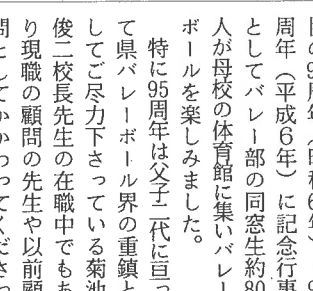 周年（平成6年）に記念行事
としてバレー部の同窓生約80
人が母校の体育館に集いバレー
ボールを楽しみました。
特に95周年は父子二代に亘っ
て県バレーボール界の重鎮と
してご尽力下さっている菊池
俊二校長先生の在職中でもあ
り現職の顧問の先生や以前顧
問としてかかわってくださっ